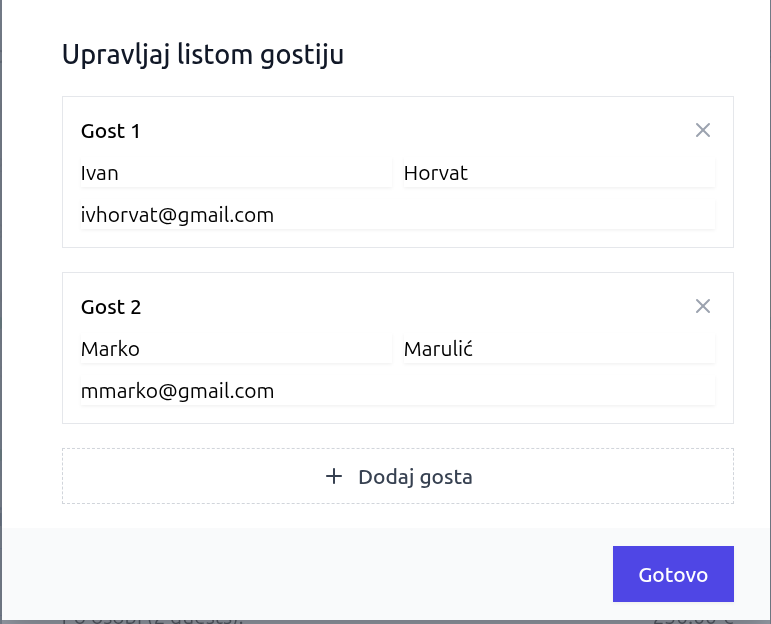 Upravljaj listom gostiju
Gost 1
Ivan Horvat
ivhorvat@gmail.com
Gost 2
Marko Marulić
mmarko@gmail.com
+ Dodaj gosta
Gotovo